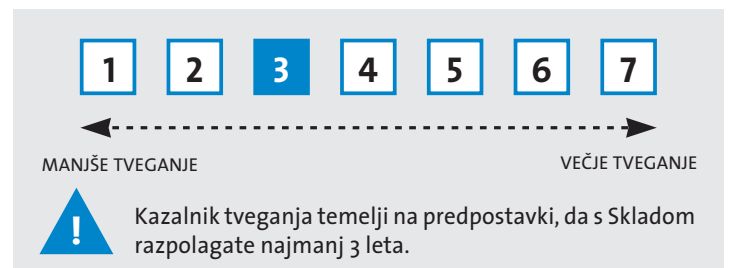 1 2 3 4 5 6 7
MANJŠE TVEGANJE VEČJE TVEGANJE
! Kazalnik tveganja temelji na predpostavki, da s Skladom
razpolagate najmanj 3 leta.